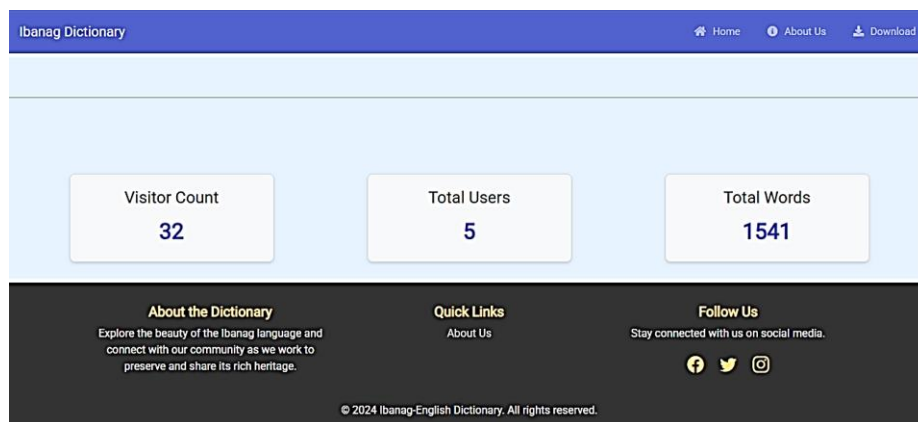 Ibanag Dictionary
Home
About Us
Download
Visitor Count
32
Total Users
5
Total Words
1541
About the Dictionary
Explore the beauty of the Ibanag language and
connect with our community as we work to
preserve and share its rich heritage.
Quick Links
About Us
Follow Us
Stay connected with us on social media.
© 2024 Ibanag-English Dictionary. All rights reserved.